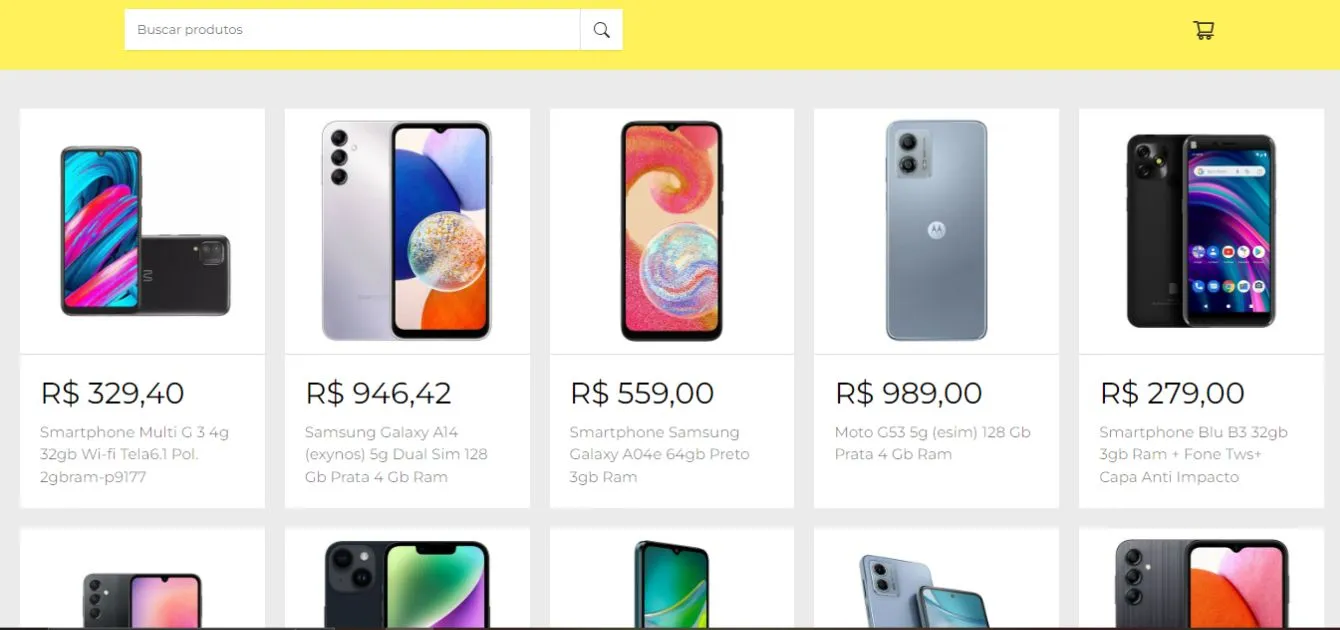 Buscar produtos
R$ 329,40
Smartphone Multi G 3 4g
32gb Wi-fi Tela6.1 Pol.
2gbram-p9177
R$ 946,42
Samsung Galaxy A14
(exynos) 5g Dual Sim 128
Gb Prata 4 Gb Ram
R$ 559,00
Smartphone Samsung
Galaxy A04e 64gb Preto
3gb Ram
R$ 989,00
Moto G53 5g (esim) 128 Gb
Prata 4 Gb Ram
R$ 279,00
Smartphone Blu B3 32gb
3gb Ram + Fone Tws+
Capa Anti Impacto